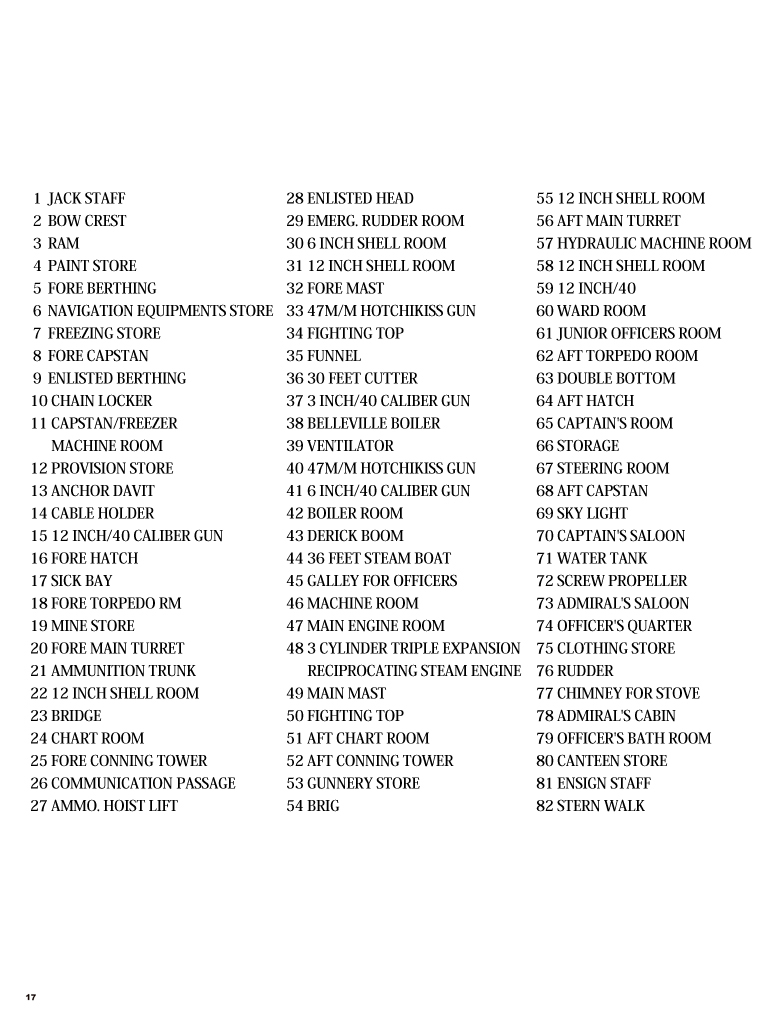 1 JACK STAFF
2 BOW CREST
3 RAM
4 PAINT STORE
5 FORE BERTHING
6 NAVIGATION EQUIPMENTS STORE
7 FREEZING STORE
8 FORE CAPSTAN
9 ENLISTED BERTHING
10 CHAIN LOCKER
11 CAPSTAN/FREEZER
MACHINE ROOM
12 PROVISION STORE
13 ANCHOR DAVIT
14 CABLE HOLDER
15 12 INCH/40 CALIBER GUN
16 FORE HATCH
17 SICK BAY
18 FORE TORPEDO RM
19 MINE STORE
20 FORE MAIN TURRET
21 AMMUNITION TRUNK
22 12 INCH SHELL ROOM
23 BRIDGE
24 CHART ROOM
25 FORE CONNING TOWER
26 COMMUNICATION PASSAGE
27 AMMO. HOIST LIFT
28 ENLISTED HEAD
29 EMERG. RUDDER ROOM
30 6 INCH SHELL ROOM
31 12 INCH SHELL ROOM
32 FORE MAST
33 47M/M HOTCHIKISS GUN
34 FIGHTING TOP
35 FUNNEL
36 30 FEET CUTTER
37 3 INCH/40 CALIBER GUN
38 BELLEVILLE BOILER
39 VENTILATOR
40 47M/M HOTCHIKISS GUN
41 6 INCH/40 CALIBER GUN
42 BOILER ROOM
43 DERICK BOOM
44 36 FEET STEAM BOAT
45 GALLEY FOR OFFICERS
46 MACHINE ROOM
47 MAIN ENGINE ROOM
48 3 CYLINDER TRIPLE EXPANSION
RECIPROCATING STEAM ENGINE
49 MAIN MAST
50 FIGHTING TOP
51 AFT CHART ROOM
52 AFT CONNING TOWER
53 GUNNERY STORE
54 BRIG
55 12 INCH SHELL ROOM
56 AFT MAIN TURRET
57 HYDRAULIC MACHINE ROOM
58 12 INCH SHELL ROOM
59 12 INCH/40
60 WARD ROOM
61 JUNIOR OFFICERS ROOM
62 AFT TORPEDO ROOM
63 DOUBLE BOTTOM
64 AFT HATCH
65 CAPTAIN'S ROOM
66 STORAGE
67 STEERING ROOM
68 AFT CAPSTAN
69 SKY LIGHT
70 CAPTAIN'S SALOON
71 WATER TANK
72 SCREW PROPELLER
73 ADMIRAL'S SALOON
74 OFFICER'S QUARTER
75 CLOTHING STORE
76 RUDDER
77 CHIMNEY FOR STOVE
78 ADMIRAL'S CABIN
79 OFFICER'S BATH ROOM
80 CANTEEN STORE
81 ENSIGN STAFF
82 STERN WALK
17